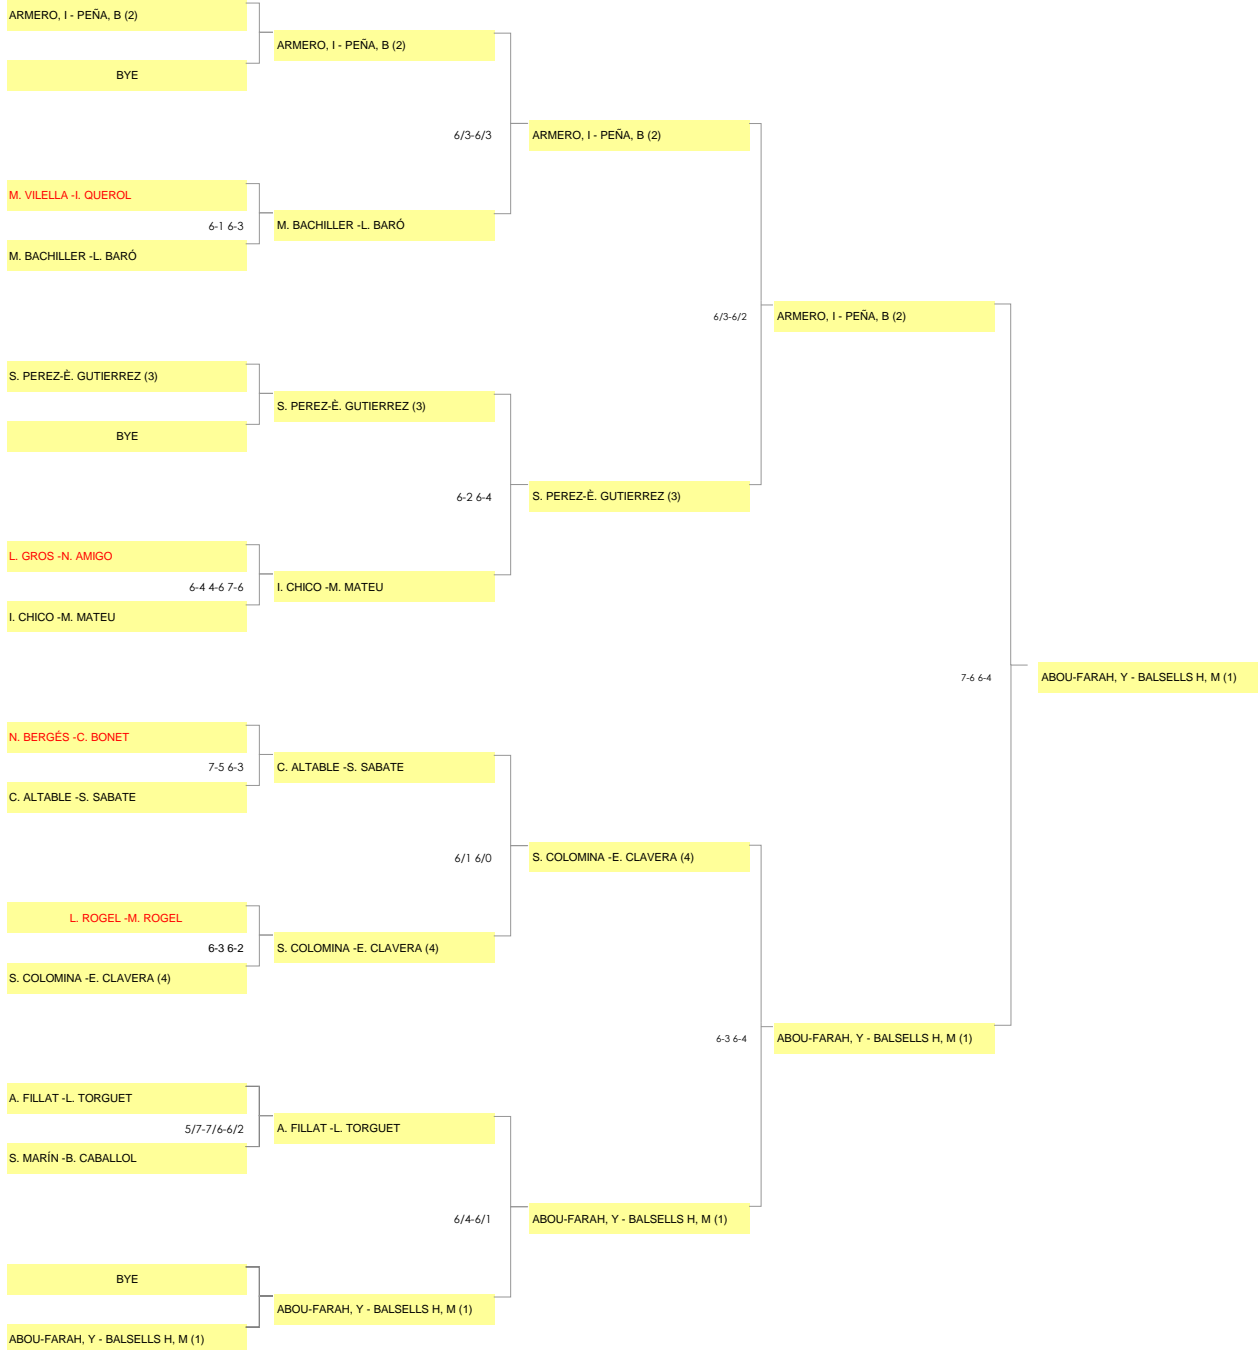 ARMERO, I - PEÑA, B (2)
ARMERO, I - PEÑA, B (2)
BYE
6/3-6/3
ARMERO, I - PEÑA, B (2)
M. VILELLA -I. QUEROL
6-1 6-3
M. BACHILLER -L. BARÓ
M. BACHILLER -L. BARÓ
6/3-6/2
ARMERO, I - PEÑA, B (2)
S. PEREZ-È. GUTIERREZ (3)
S. PEREZ-È. GUTIERREZ (3)
BYE
6-2 6-4
S. PEREZ-È. GUTIERREZ (3)
L. GROS -N. AMIGO
6-4 4-6 7-6
I. CHICO -M. MATEU
I. CHICO -M. MATEU
7-6 6-4
ABOU-FARAH, Y - BALSELLS H, M (1)
N. BERGÉS -C. BONET
7-5 6-3
C. ALTABLE -S. SABATE
C. ALTABLE -S. SABATE
6/1 6/0
S. COLOMINA -E. CLAVERA (4)
L. ROGEL -M. ROGEL
6-3 6-2
S. COLOMINA -E. CLAVERA (4)
S. COLOMINA -E. CLAVERA (4)
6-3 6-4
ABOU-FARAH, Y - BALSELLS H, M (1)
A. FILLAT -L. TORGUET
5/7-7/6-6/2
A. FILLAT -L. TORGUET
S. MARÍN -B. CABALLOL
6/4-6/1
ABOU-FARAH, Y - BALSELLS H, M (1)
BYE
ABOU-FARAH, Y - BALSELLS H, M (1)
ABOU-FARAH, Y - BALSELLS H, M (1)